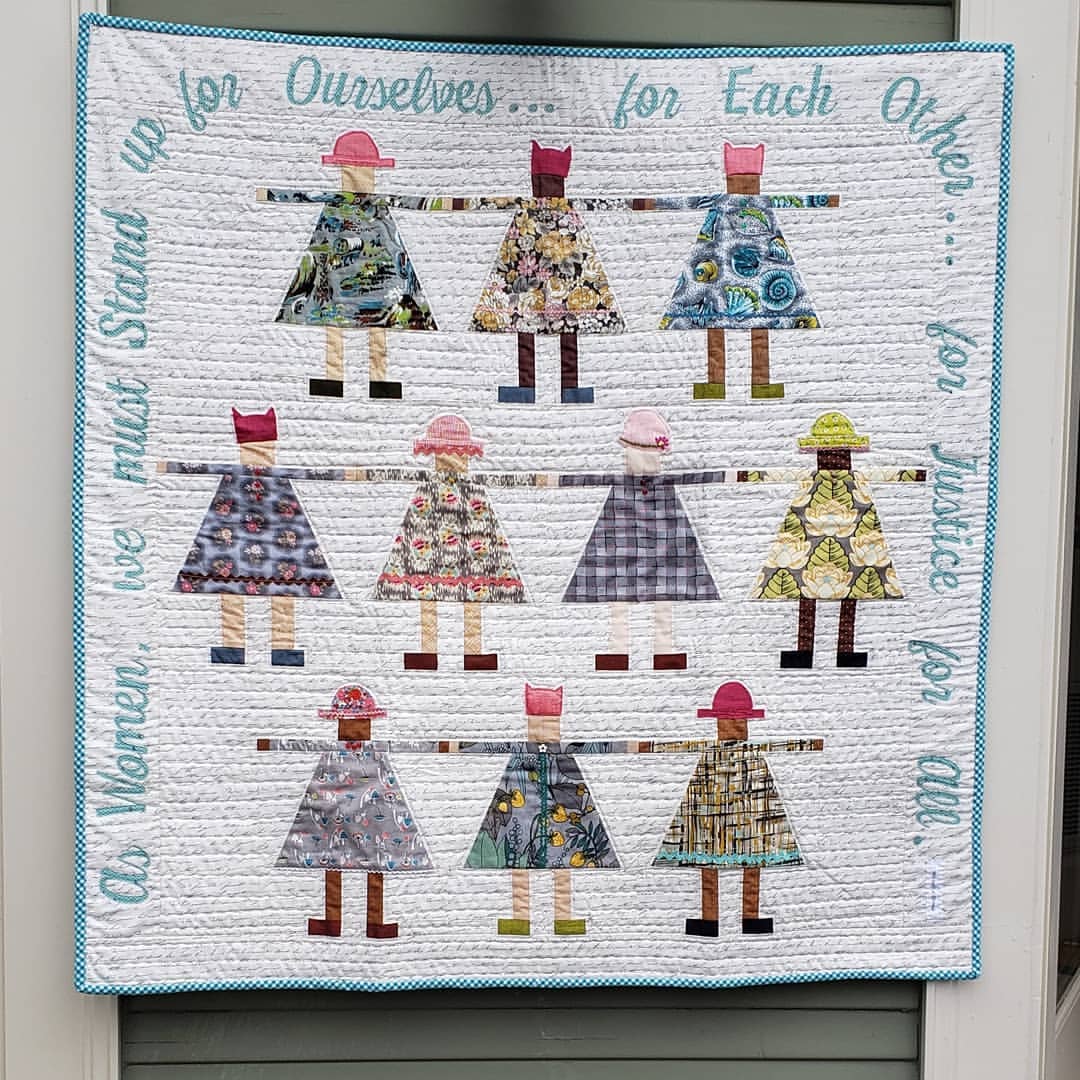 As Women, we must Stand up
for Ourselves... for Each Other...
for Justice for All.